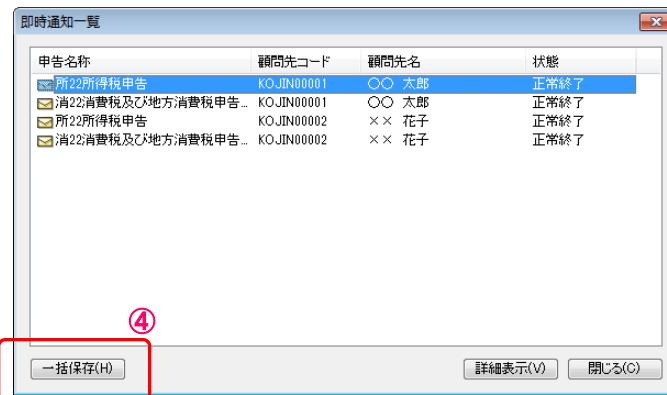 即時通知一覧
申告名称 顧問先コード 顧問先名 状態
所22所得税申告 KOJIN00001 〇〇 太郎 正常終了
消22消費税及び地方消費税申告... KOJIN00001 〇〇 太郎 正常終了
所22所得税申告 KOJIN00002 ×× 花子 正常終了
消22消費税及び地方消費税申告... KOJIN00002 ×× 花子 正常終了
④
一括保存(H) 詳細表示(V) 閉じる(C)